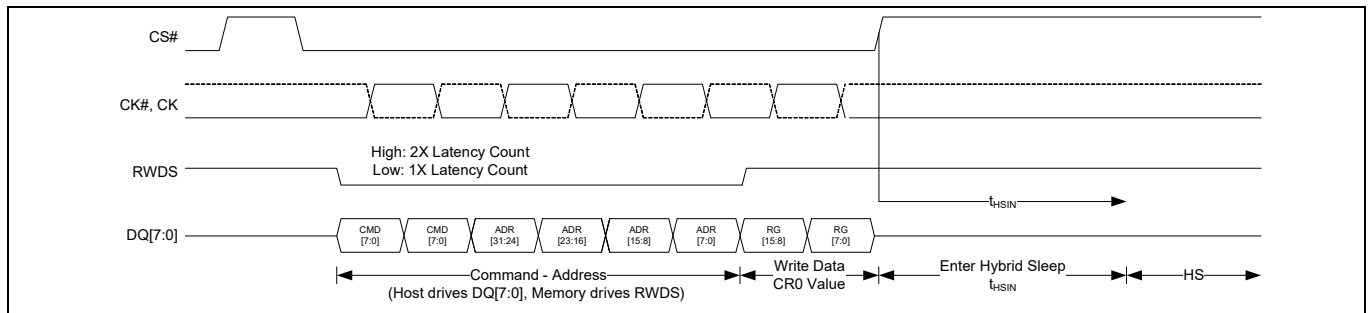 CS#
CK#, CK
High: 2X Latency Count
Low: 1X Latency Count
RWDS
tHSIN
DQ[7:0]
CMD [7:0]
CMD [7:0]
ADR [31:24]
ADR [23:16]
ADR [15:8]
ADR [7:0]
RG [15:8]
RG [7:0]
Command - Address
(Host drives DQ[7:0], Memory drives RWDS)
Write Data
CR0 Value
Enter Hybrid Sleep
tHSIN
HS